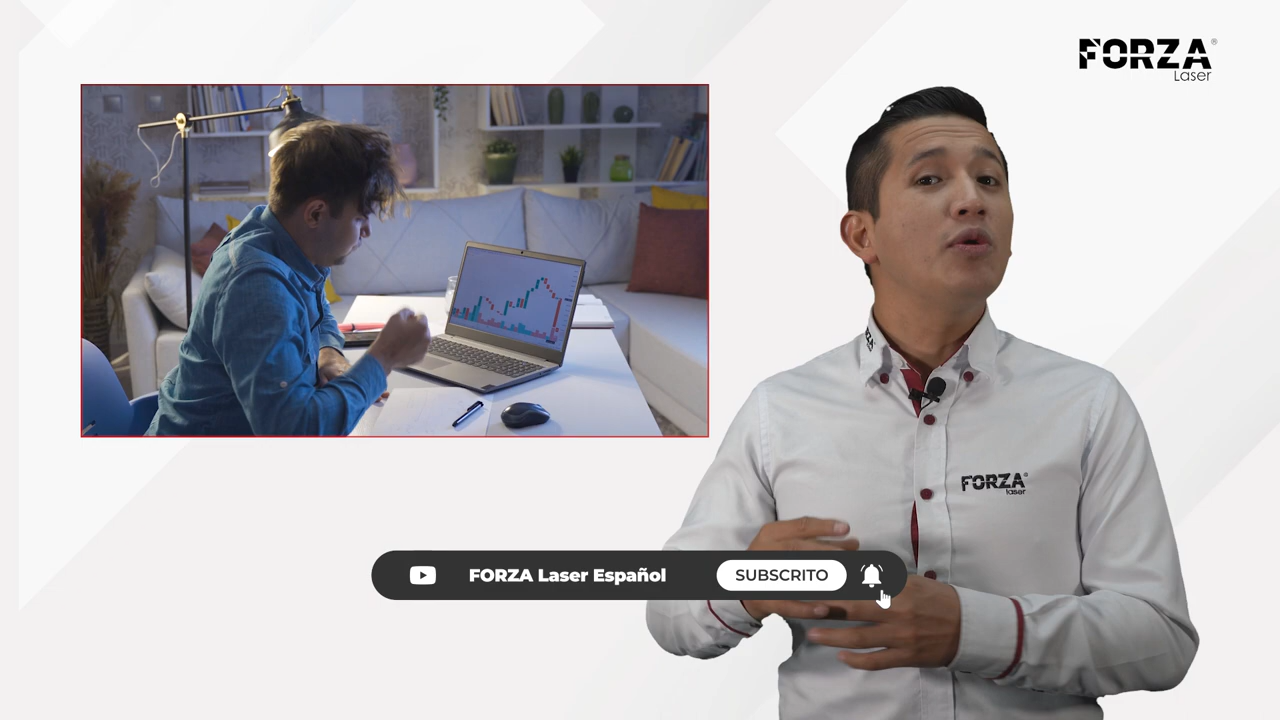 FORZA®
Laser
FORZA®
laser
FORZA Laser Español
SUBSCRITO